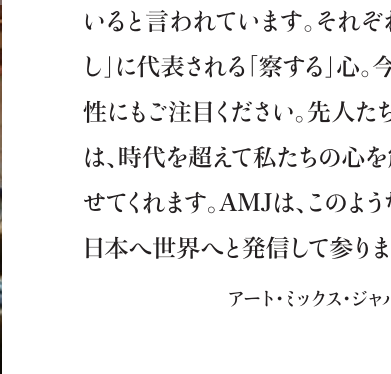 いると言われています。それぞ
し」に代表される「察する」心。
性にもご注目ください。先人た
は、時代を超えて私たちの心を
せてくれます。AMJは、このよう
日本へ世界へと発信して参りま
アート・ミックス・ジャ